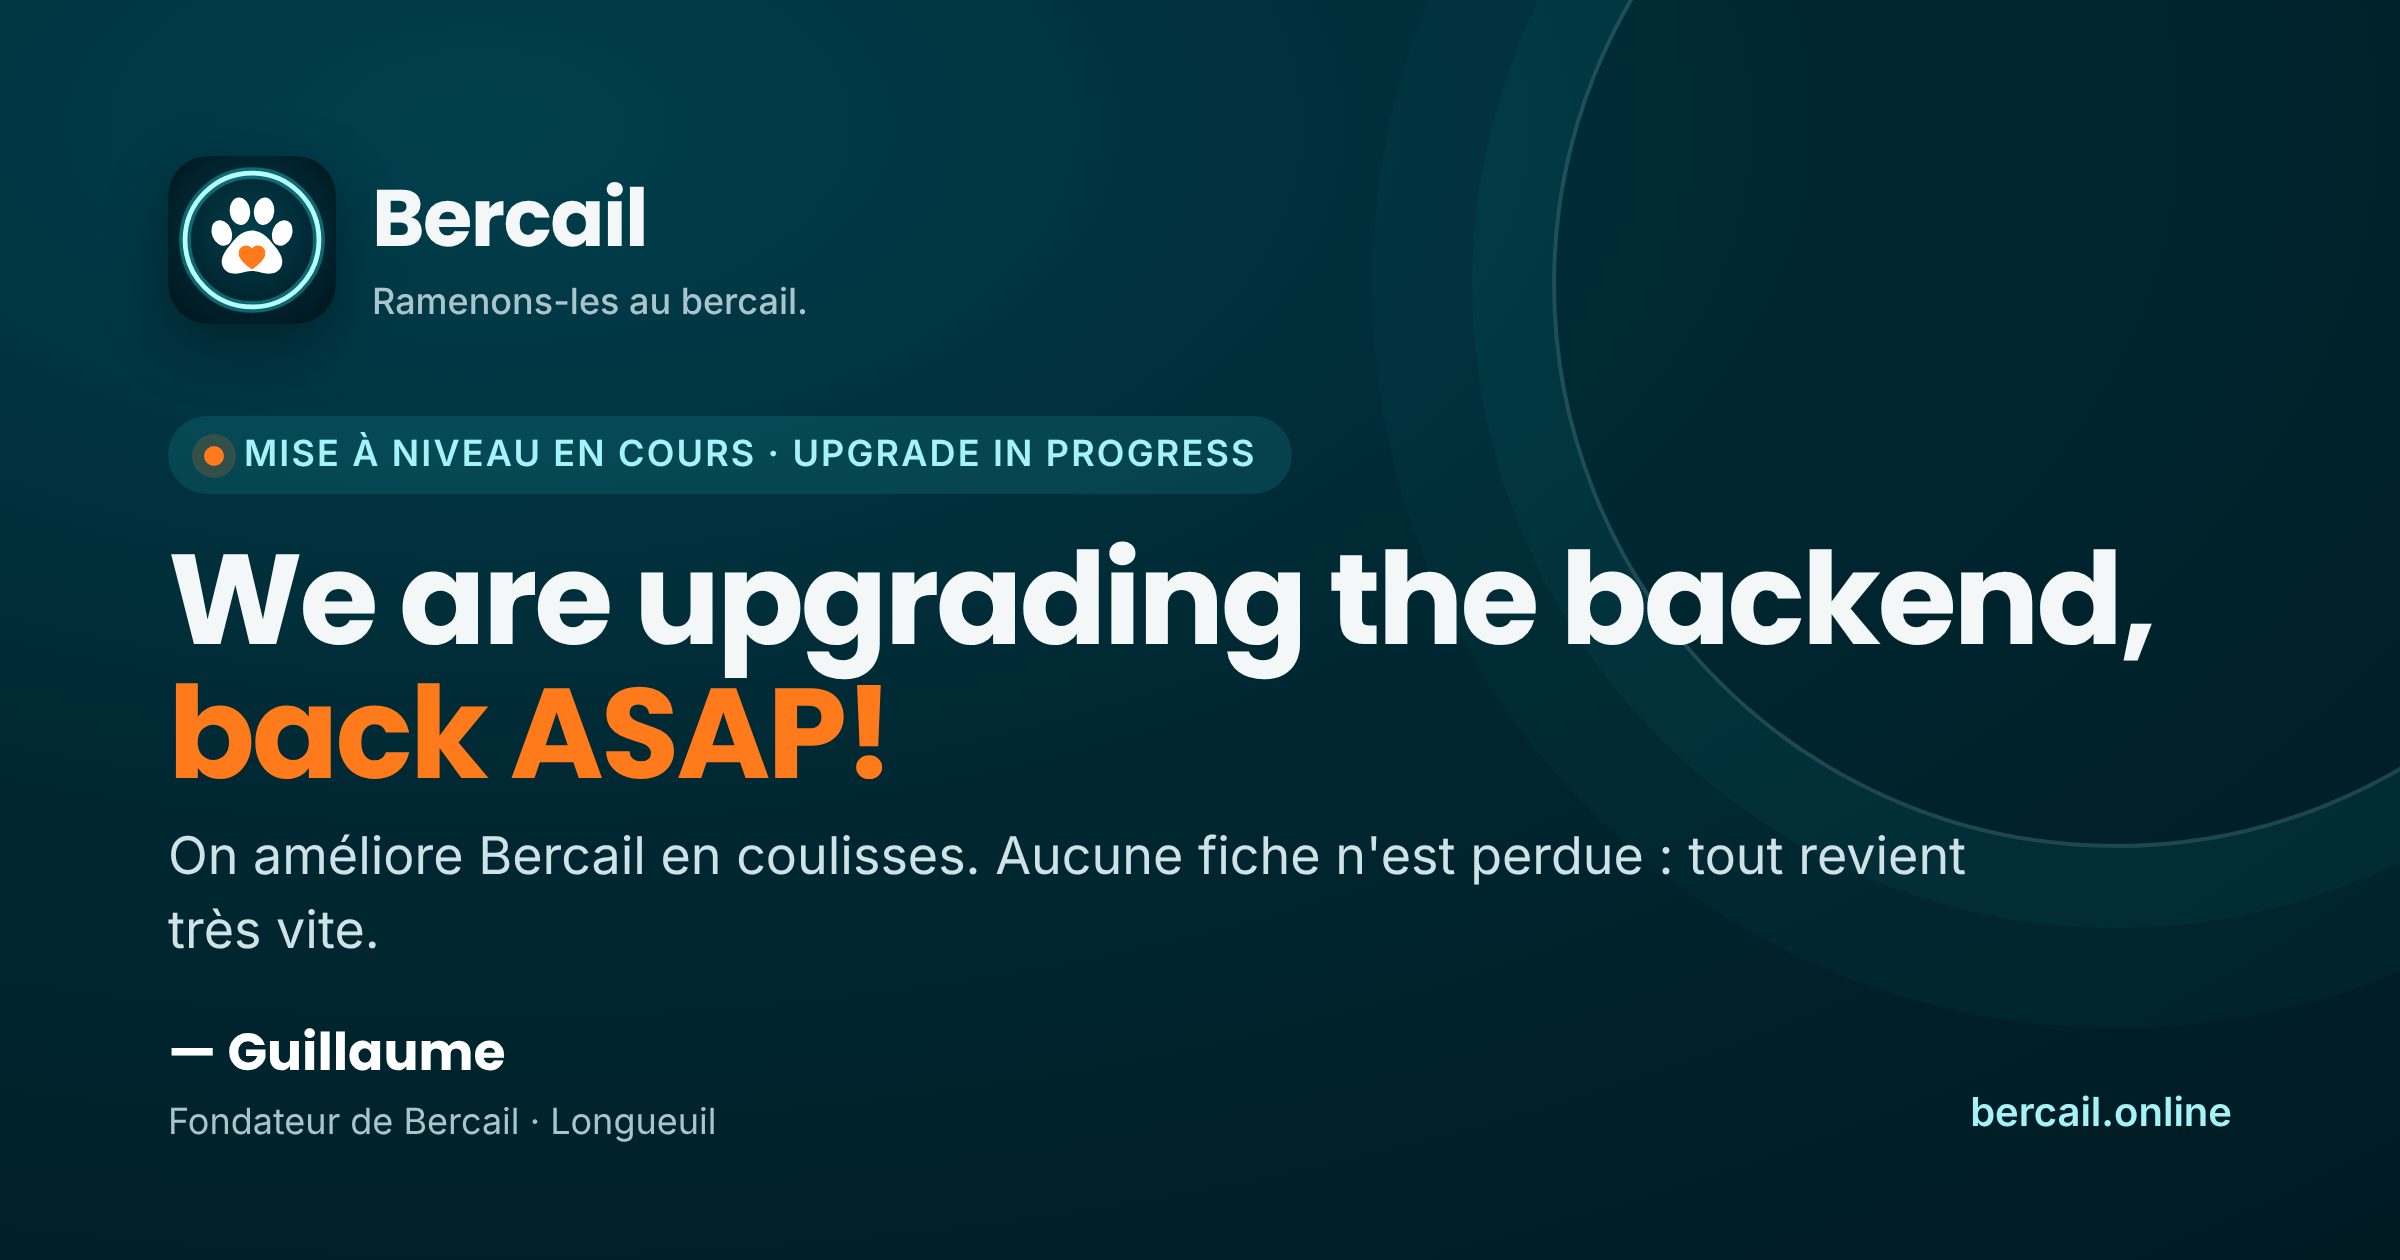 Bercail
Ramenons-les au bercail.
MISE À NIVEAU EN COURS · UPGRADE IN PROGRESS
We are upgrading the backend,
back ASAP!
On améliore Bercail en coulisses. Aucune fiche n'est perdue : tout revient
très vite.
— Guillaume
Fondateur de Bercail · Longueuil
bercail.online